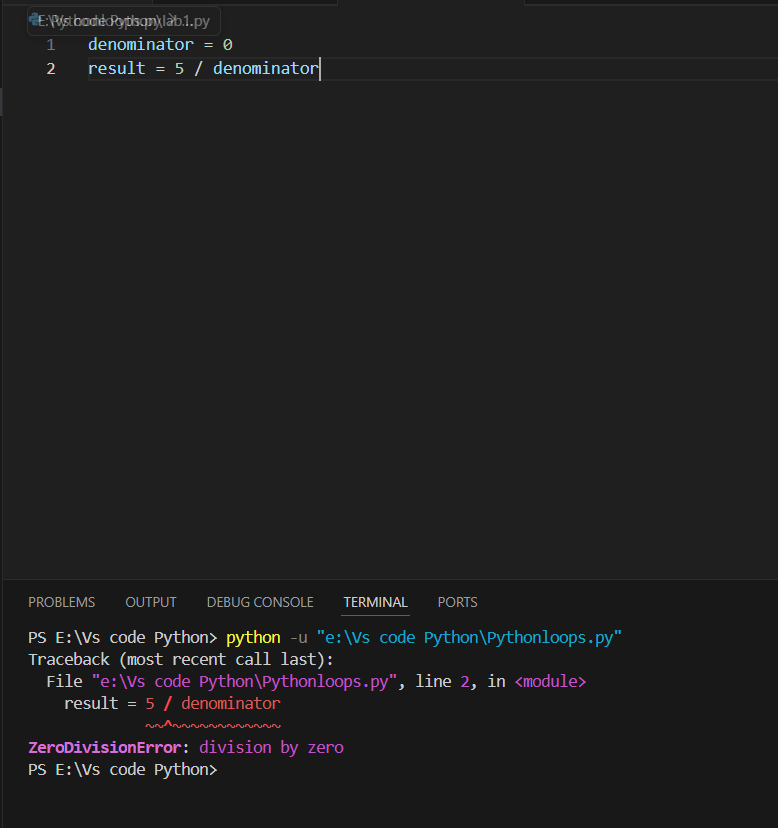 1 denominator = 0
2 result = 5 / denominator
PROBLEMS OUTPUT DEBUG CONSOLE TERMINAL PORTS
PS E:\Vs code Python> python -u "e:\Vs code Python\Pythonloops.py"
Traceback (most recent call last):
  File "e:\Vs code Python\Pythonloops.py", line 2, in <module>
    result = 5 / denominator
             ~~^~~~~~~~~~~~~
ZeroDivisionError: division by zero
PS E:\Vs code Python>